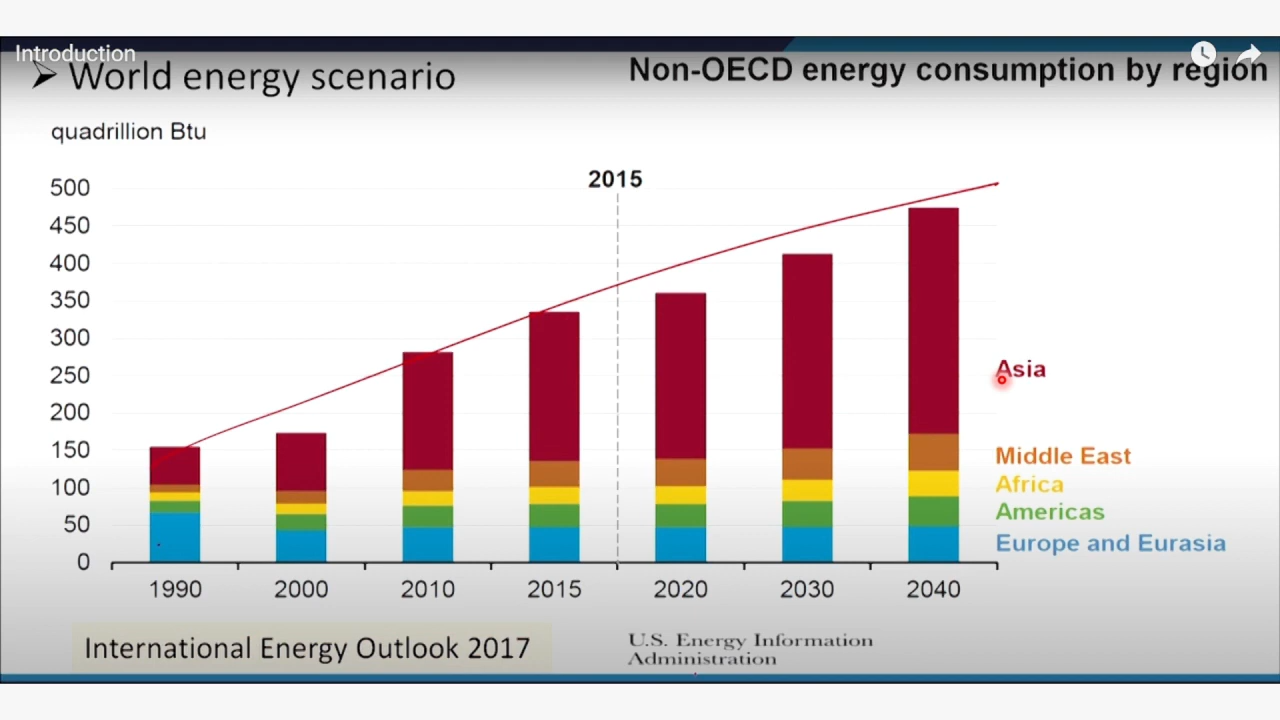 Introduction
World energy scenario
Non-OECD energy consumption by region
quadrillion Btu
2015
500
450
400
350
300
250
200
150
100
50
0
Asia
Middle East
Africa
Americas
Europe and Eurasia
1990 2000 2010 2015 2020 2030 2040
International Energy Outlook 2017
U.S. Energy Information
Administration